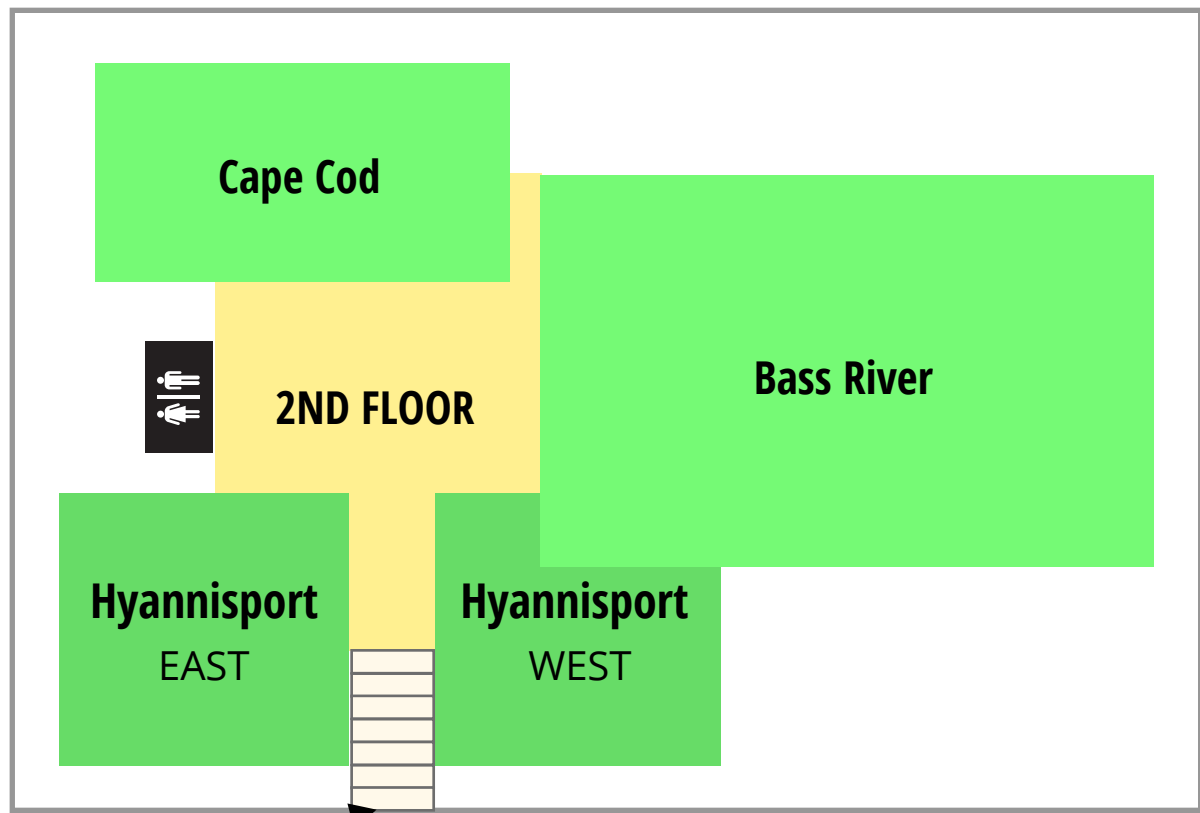 Cape Cod
Bass River
2ND FLOOR
Hyannisport
EAST
Hyannisport
WEST